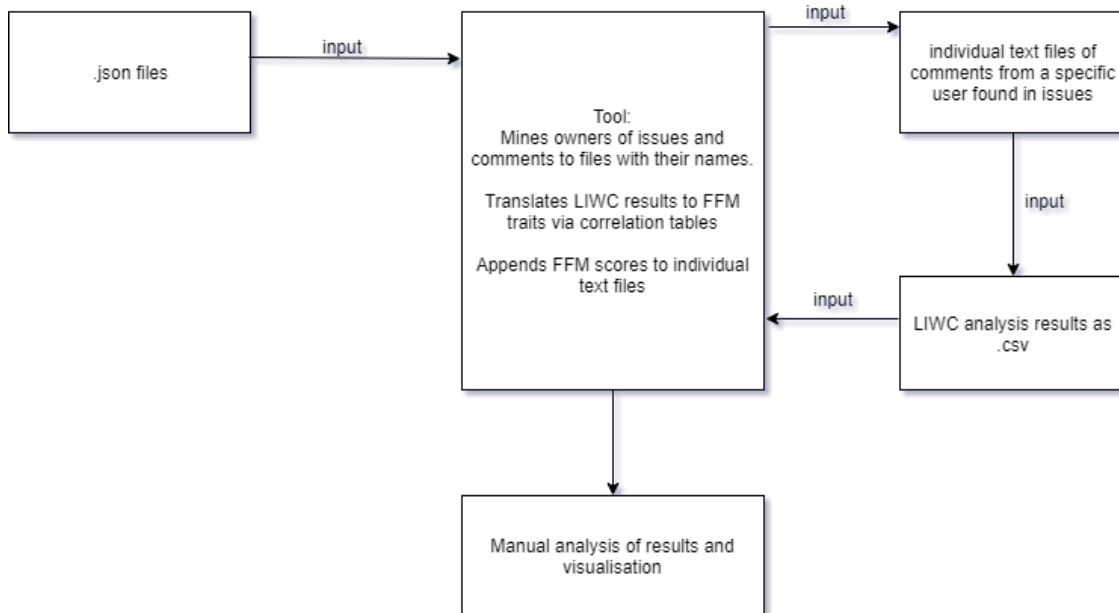 .json files
input
Tool:
Mines owners of issues and
comments to files with their names.
Translates LIWC results to FFM
traits via correlation tables
Appends FFM scores to individual
text files
input
individual text files of
comments from a specific
user found in issues
input
LIWC analysis results as
.csv
input
Manual analysis of results and
visualisation